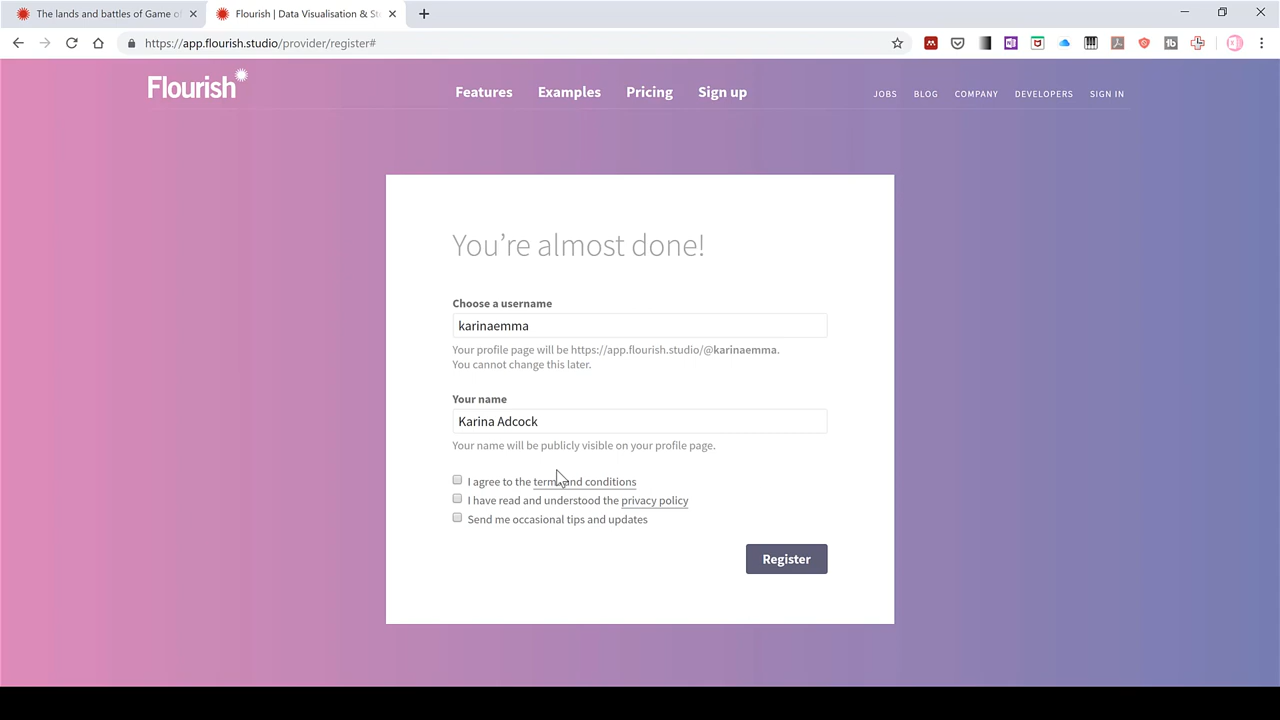 The lands and battles of Game o
Flourish | Data Visualisation & St
https://app.flourish.studio/provider/register#
Flourish
Features
Examples
Pricing
Sign up
JOBS
BLOG
COMPANY
DEVELOPERS
SIGN IN
You're almost done!
Choose a username
karinaemma
Your profile page will be https://app.flourish.studio/@karinaemma.
You cannot change this later.
Your name
Karina Adcock
Your name will be publicly visible on your profile page.
I agree to the terms and conditions
I have read and understood the privacy policy
Send me occasional tips and updates
Register